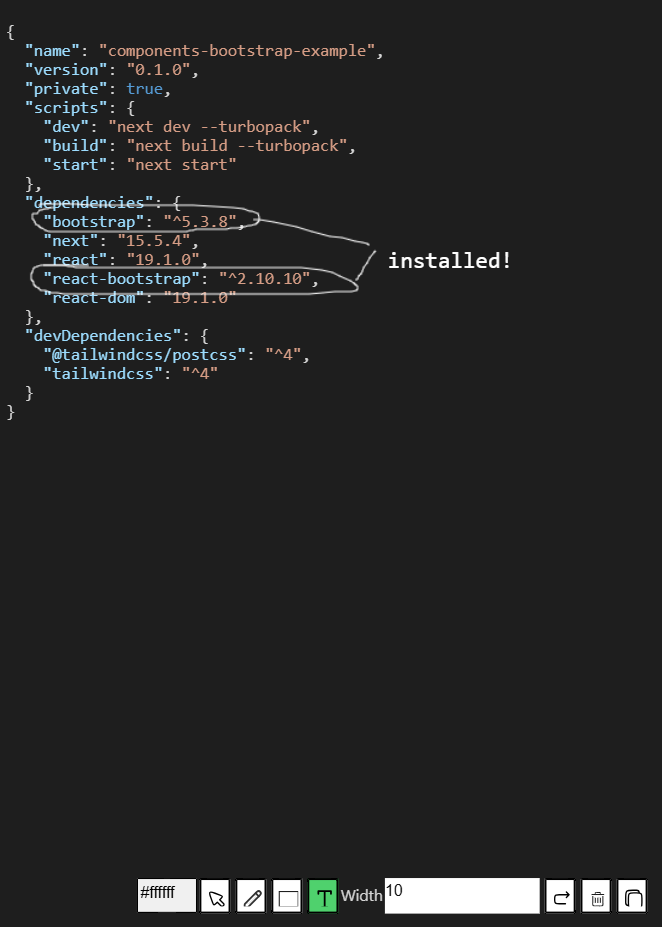 {
  "name": "components-bootstrap-example",
  "version": "0.1.0",
  "private": true,
  "scripts": {
    "dev": "next dev --turbopack",
    "build": "next build --turbopack",
    "start": "next start"
  },
  "dependencies": {
    "bootstrap": "^5.3.8",
    "next": "15.5.4",
    "react": "19.1.0",
    "react-bootstrap": "^2.10.10",
    "react-dom": "19.1.0"
  },
  "devDependencies": {
    "@tailwindcss/postcss": "^4",
    "tailwindcss": "^4"
  }
}
installed!
#ffffff T Width 10